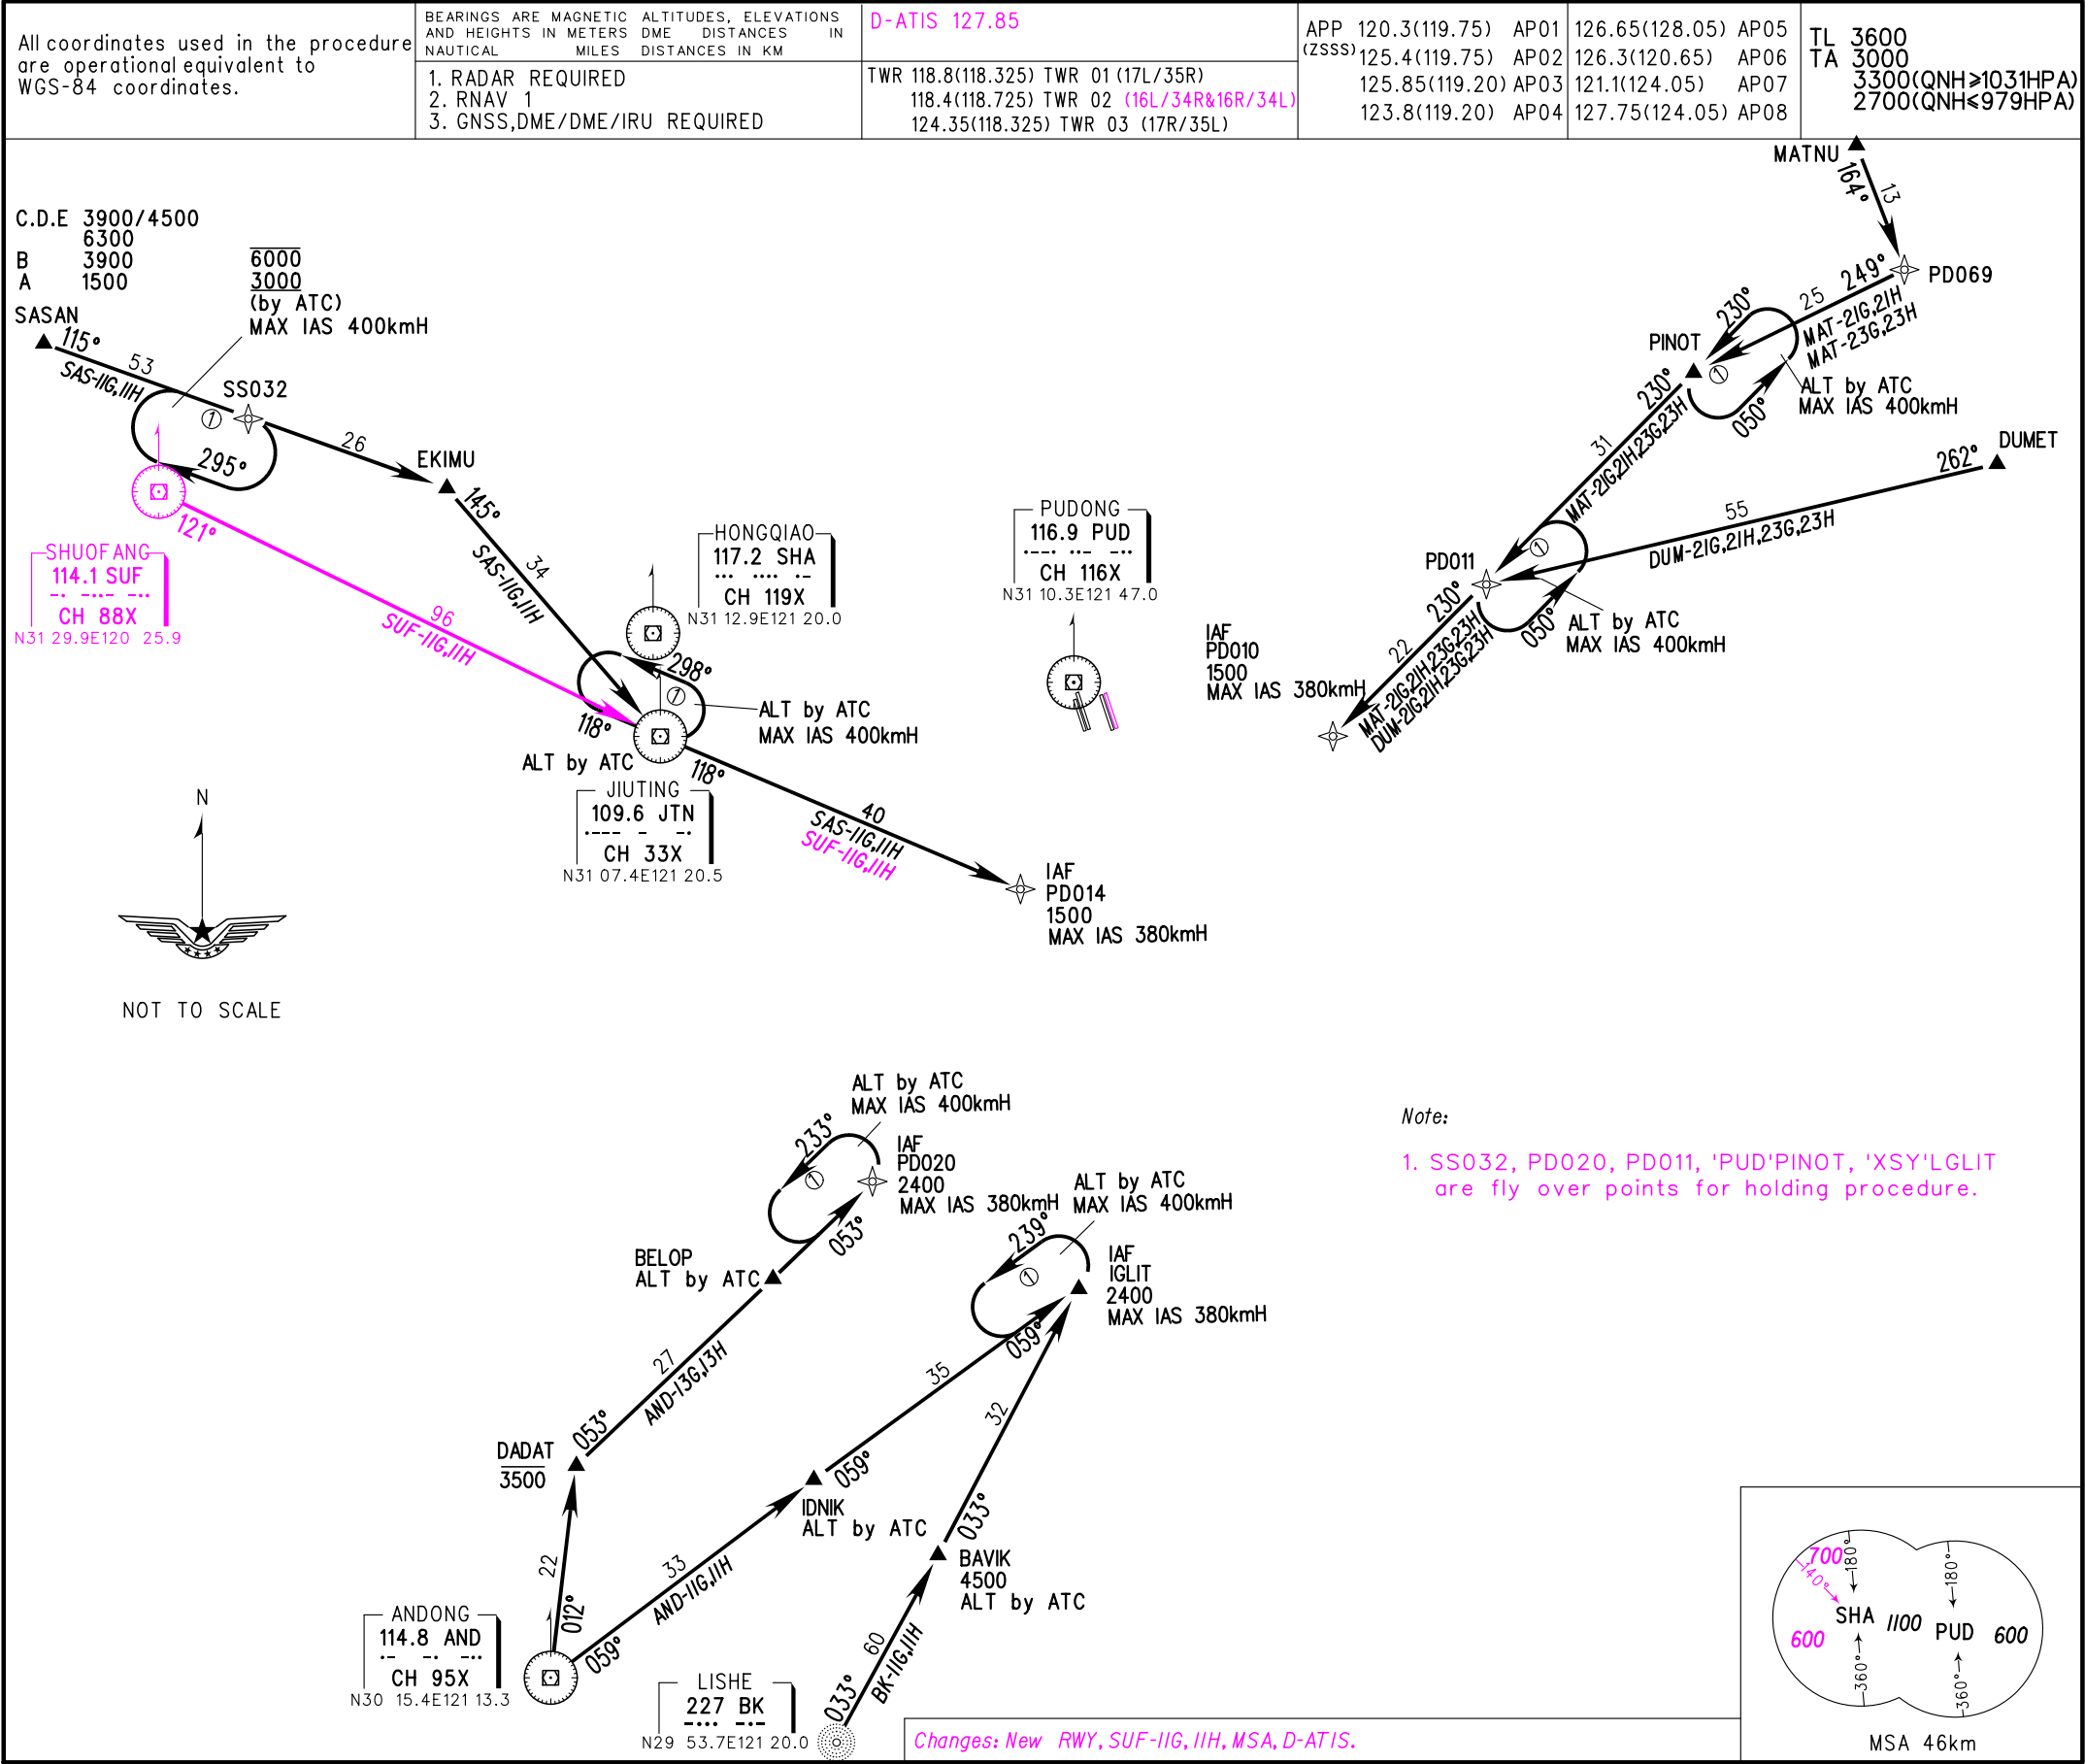 All coordinates used in the procedure
are operational equivalent to
WGS-84 coordinates.
BEARINGS ARE MAGNETIC ALTITUDES, ELEVATIONS
AND HEIGHTS IN METERS DME DISTANCES IN
NAUTICAL MILES DISTANCES IN KM
1. RADAR REQUIRED
2. RNAV 1
3. GNSS,DME/DME/IRU REQUIRED
D-ATIS 127.85
TWR 118.8(118.325) TWR 01 (17L/35R)
118.4(118.725) TWR 02 (16L/34R&16R/34L)
124.35(118.325) TWR 03 (17R/35L)
APP 120.3(119.75) AP01
(ZSSS) 125.4(119.75) AP02
125.85(119.20) AP03
123.8(119.20) AP04
126.65(128.05) AP05
126.3(120.65) AP06
121.1(124.05) AP07
127.75(124.05) AP08
TL 3600
TA 3000
3300(QNH≥1031HPA)
2700(QNH≤979HPA)
MATNU
164°
13
PD069
249°
25
MAT-21G,21H
MAT-23G,23H
230°
PINOT
1
ALT by ATC
MAX IAS 400kmH
050°
230°
31
MAT-21G,21H,23G,23H
DUMET
262°
55
DUM-21G,21H,23G,23H
PD011
1
230°
050°
ALT by ATC
MAX IAS 400kmH
22
MAT-21G,21H,23G,23H
DUM-21G,21H,23G,23H
IAF
PD010
1500
MAX IAS 380kmH
C.D.E 3900/4500
6300
B 3900
A 1500
6000
3000
(by ATC)
MAX IAS 400kmH
SASAN
115°
53
SAS-11G,11H
SS032
1
295°
26
EKIMU
145°
34
SAS-11G,11H
121°
SHUOFANG
114.1 SUF
CH 88X
N31 29.9E120 25.9
96
SUF-11G,11H
HONGQIAO
117.2 SHA
CH 119X
N31 12.9E121 20.0
PUDONG
116.9 PUD
CH 116X
N31 10.3E121 47.0
298°
1
ALT by ATC
MAX IAS 400kmH
118°
ALT by ATC
118°
JIUTING
109.6 JTN
CH 33X
N31 07.4E121 20.5
40
SAS-11G,11H
SUF-11G,11H
IAF
PD014
1500
MAX IAS 380kmH
N
NOT TO SCALE
ALT by ATC
MAX IAS 400kmH
233°
1
IAF
PD020
2400
MAX IAS 380kmH
053°
BELOP
ALT by ATC
27
AND-13G,13H
053°
DADAT
3500
22
012°
ALT by ATC
MAX IAS 400kmH
239°
1
IAF
IGLIT
2400
MAX IAS 380kmH
059°
35
32
059°
IDNIK
ALT by ATC
33
AND-11G,11H
059°
033°
BAVIK
4500
ALT by ATC
ANDONG
114.8 AND
CH 95X
N30 15.4E121 13.3
60
BK-11G,11H
033°
LISHE
227 BK
N29 53.7E121 20.0
Note:
1. SS032, PD020, PD011, 'PUD'PINOT, 'XSY'LGLIT
are fly over points for holding procedure.
Changes: New RWY, SUF-11G, 11H, MSA, D-ATIS.
700
180°
140°
180°
SHA
1100
PUD
600
600
360°
360°
MSA 46km